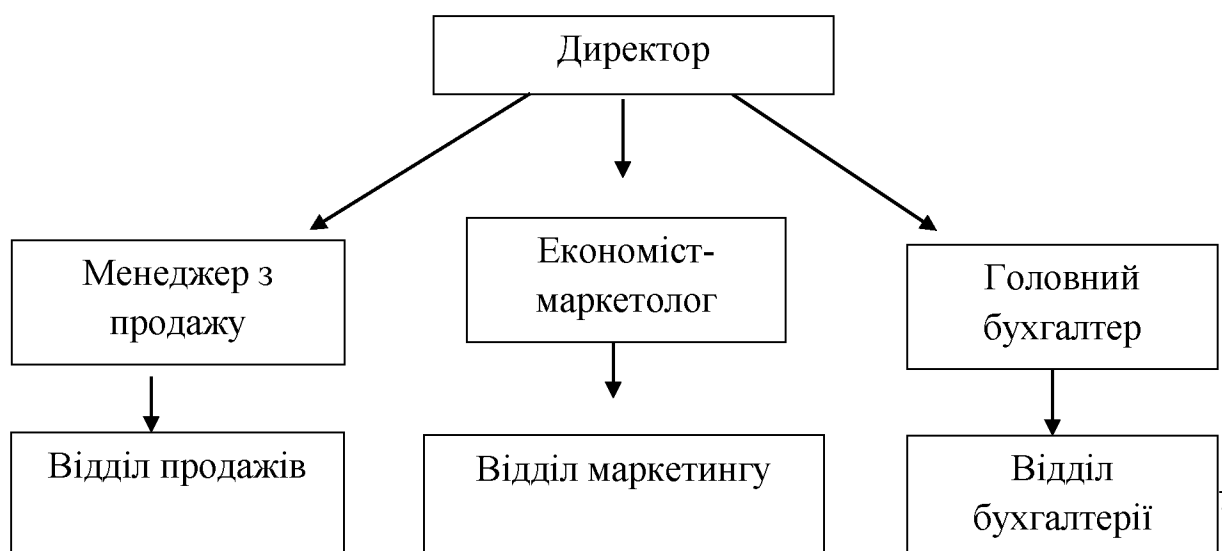 Директор
Менеджер з
продажу
Економіст-
маркетолог
Головний
бухгалтер
Відділ продажів
Відділ маркетингу
Відділ
бухгалтерії